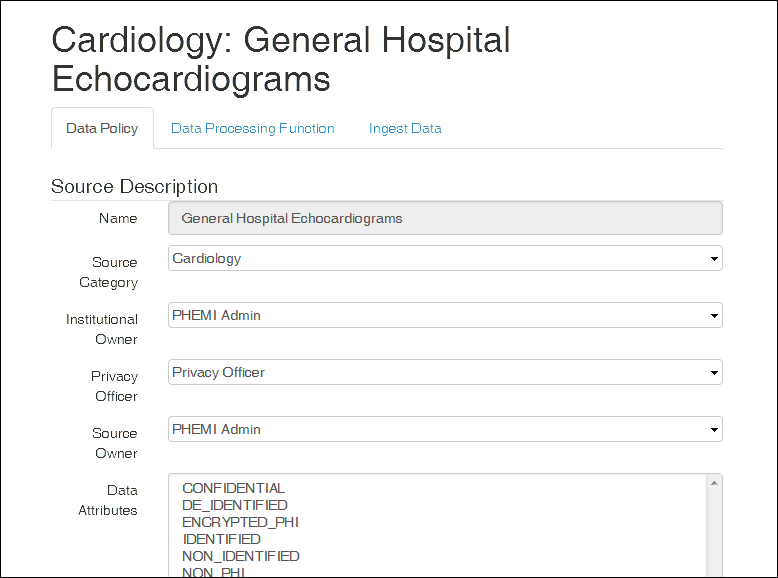 Cardiology: General Hospital
Echocardiograms
Data Policy Data Processing Function Ingest Data
Source Description
Name General Hospital Echocardiograms
Source Category Cardiology
Institutional Owner PHEMI Admin
Privacy Officer Privacy Officer
Source Owner PHEMI Admin
Data Attributes
CONFIDENTIAL
DE_IDENTIFIED
ENCRYPTED_PHI
IDENTIFIED
NON_IDENTIFIED
NON_PHI